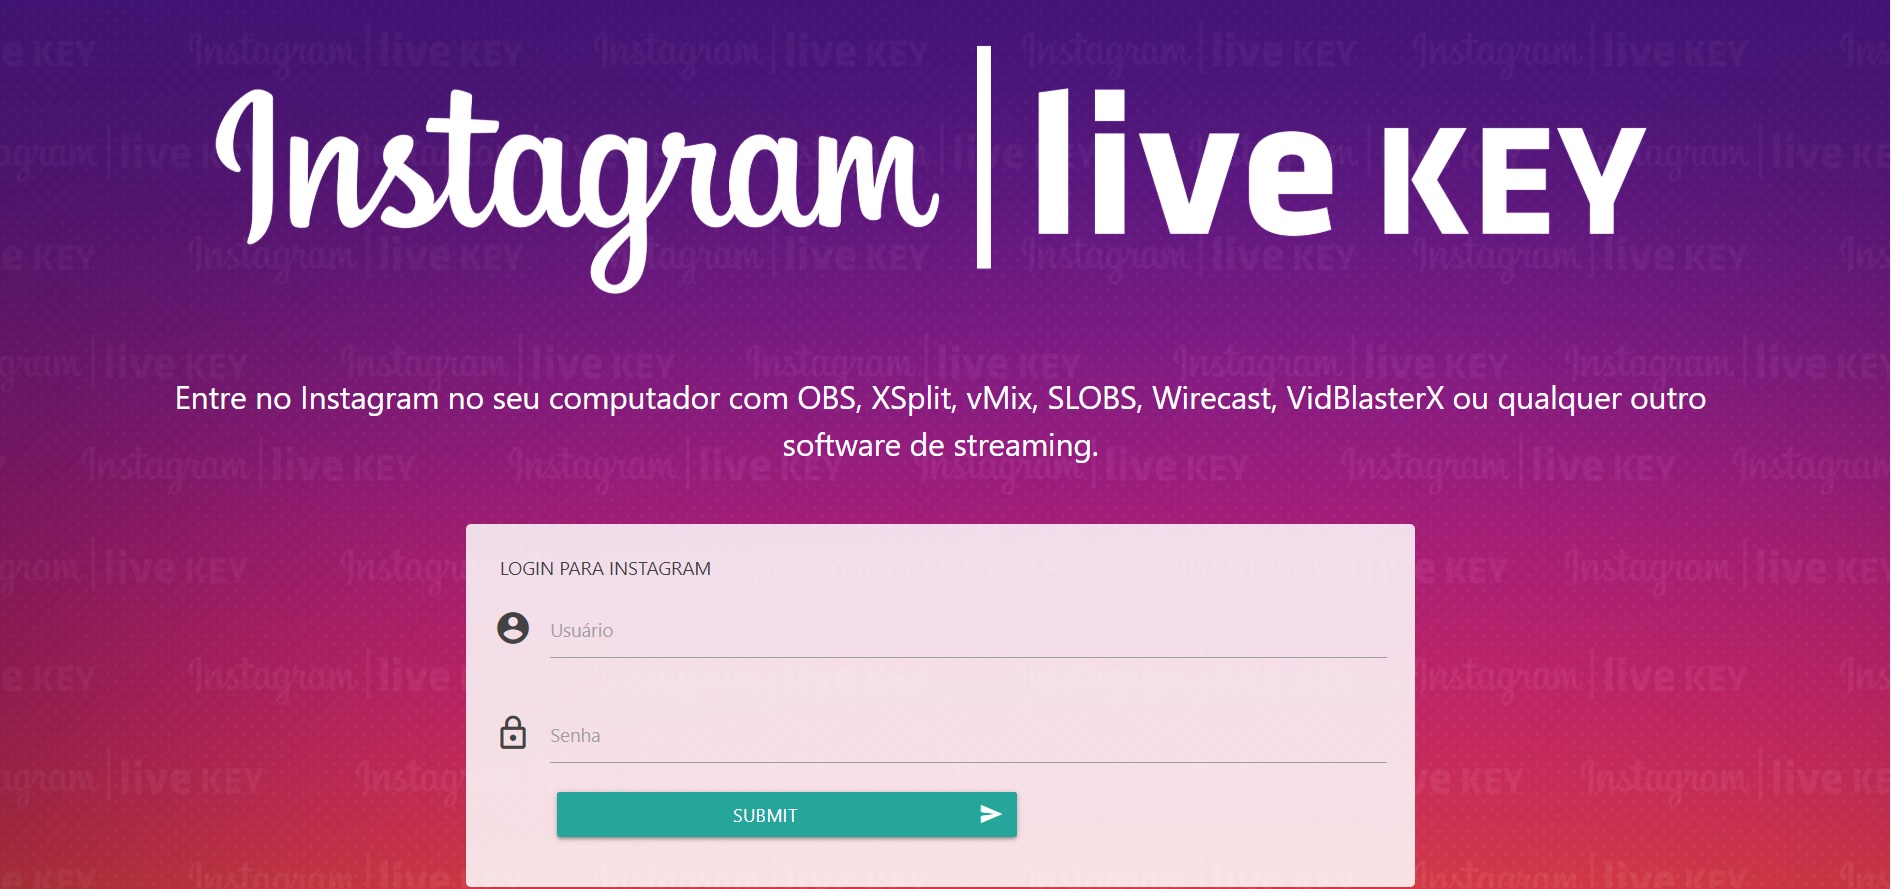 Instagram | live KEY
Entre no Instagram no seu computador com OBS, XSplit, vMix, SLOBS, Wirecast, VidBlasterX ou qualquer outro
software de streaming.
LOGIN PARA INSTAGRAM
Usuário
Senha
SUBMIT